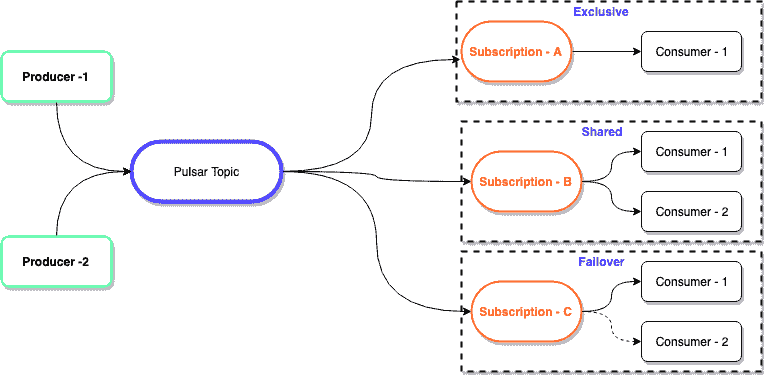 Producer -1
Producer -2
Pulsar Topic
Exclusive
Subscription - A
Consumer - 1
Shared
Subscription - B
Consumer - 1
Consumer - 2
Failover
Subscription - C
Consumer - 1
Consumer - 2